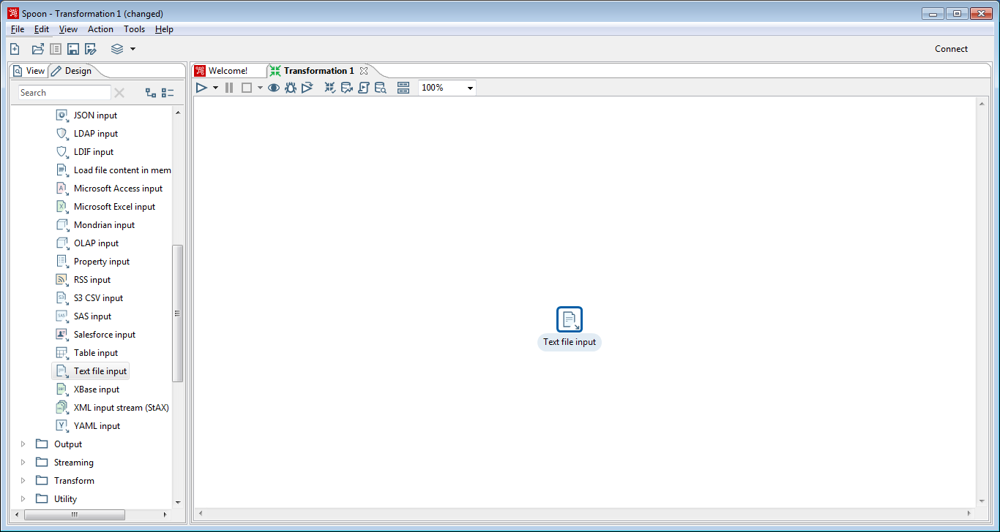 Spoon - Transformation 1 (changed)
File Edit View Action Tools Help
Connect
View Design
Welcome! Transformation 1
Search
100%
JSON input
LDAP input
LDIF input
Load file content in mem
Microsoft Access input
Microsoft Excel input
Mondrian input
OLAP input
Property input
RSS input
S3 CSV input
SAS input
Salesforce input
Table input
Text file input
XBase input
XML input stream (StAX)
YAML input
Output
Streaming
Transform
Utility
Text file input